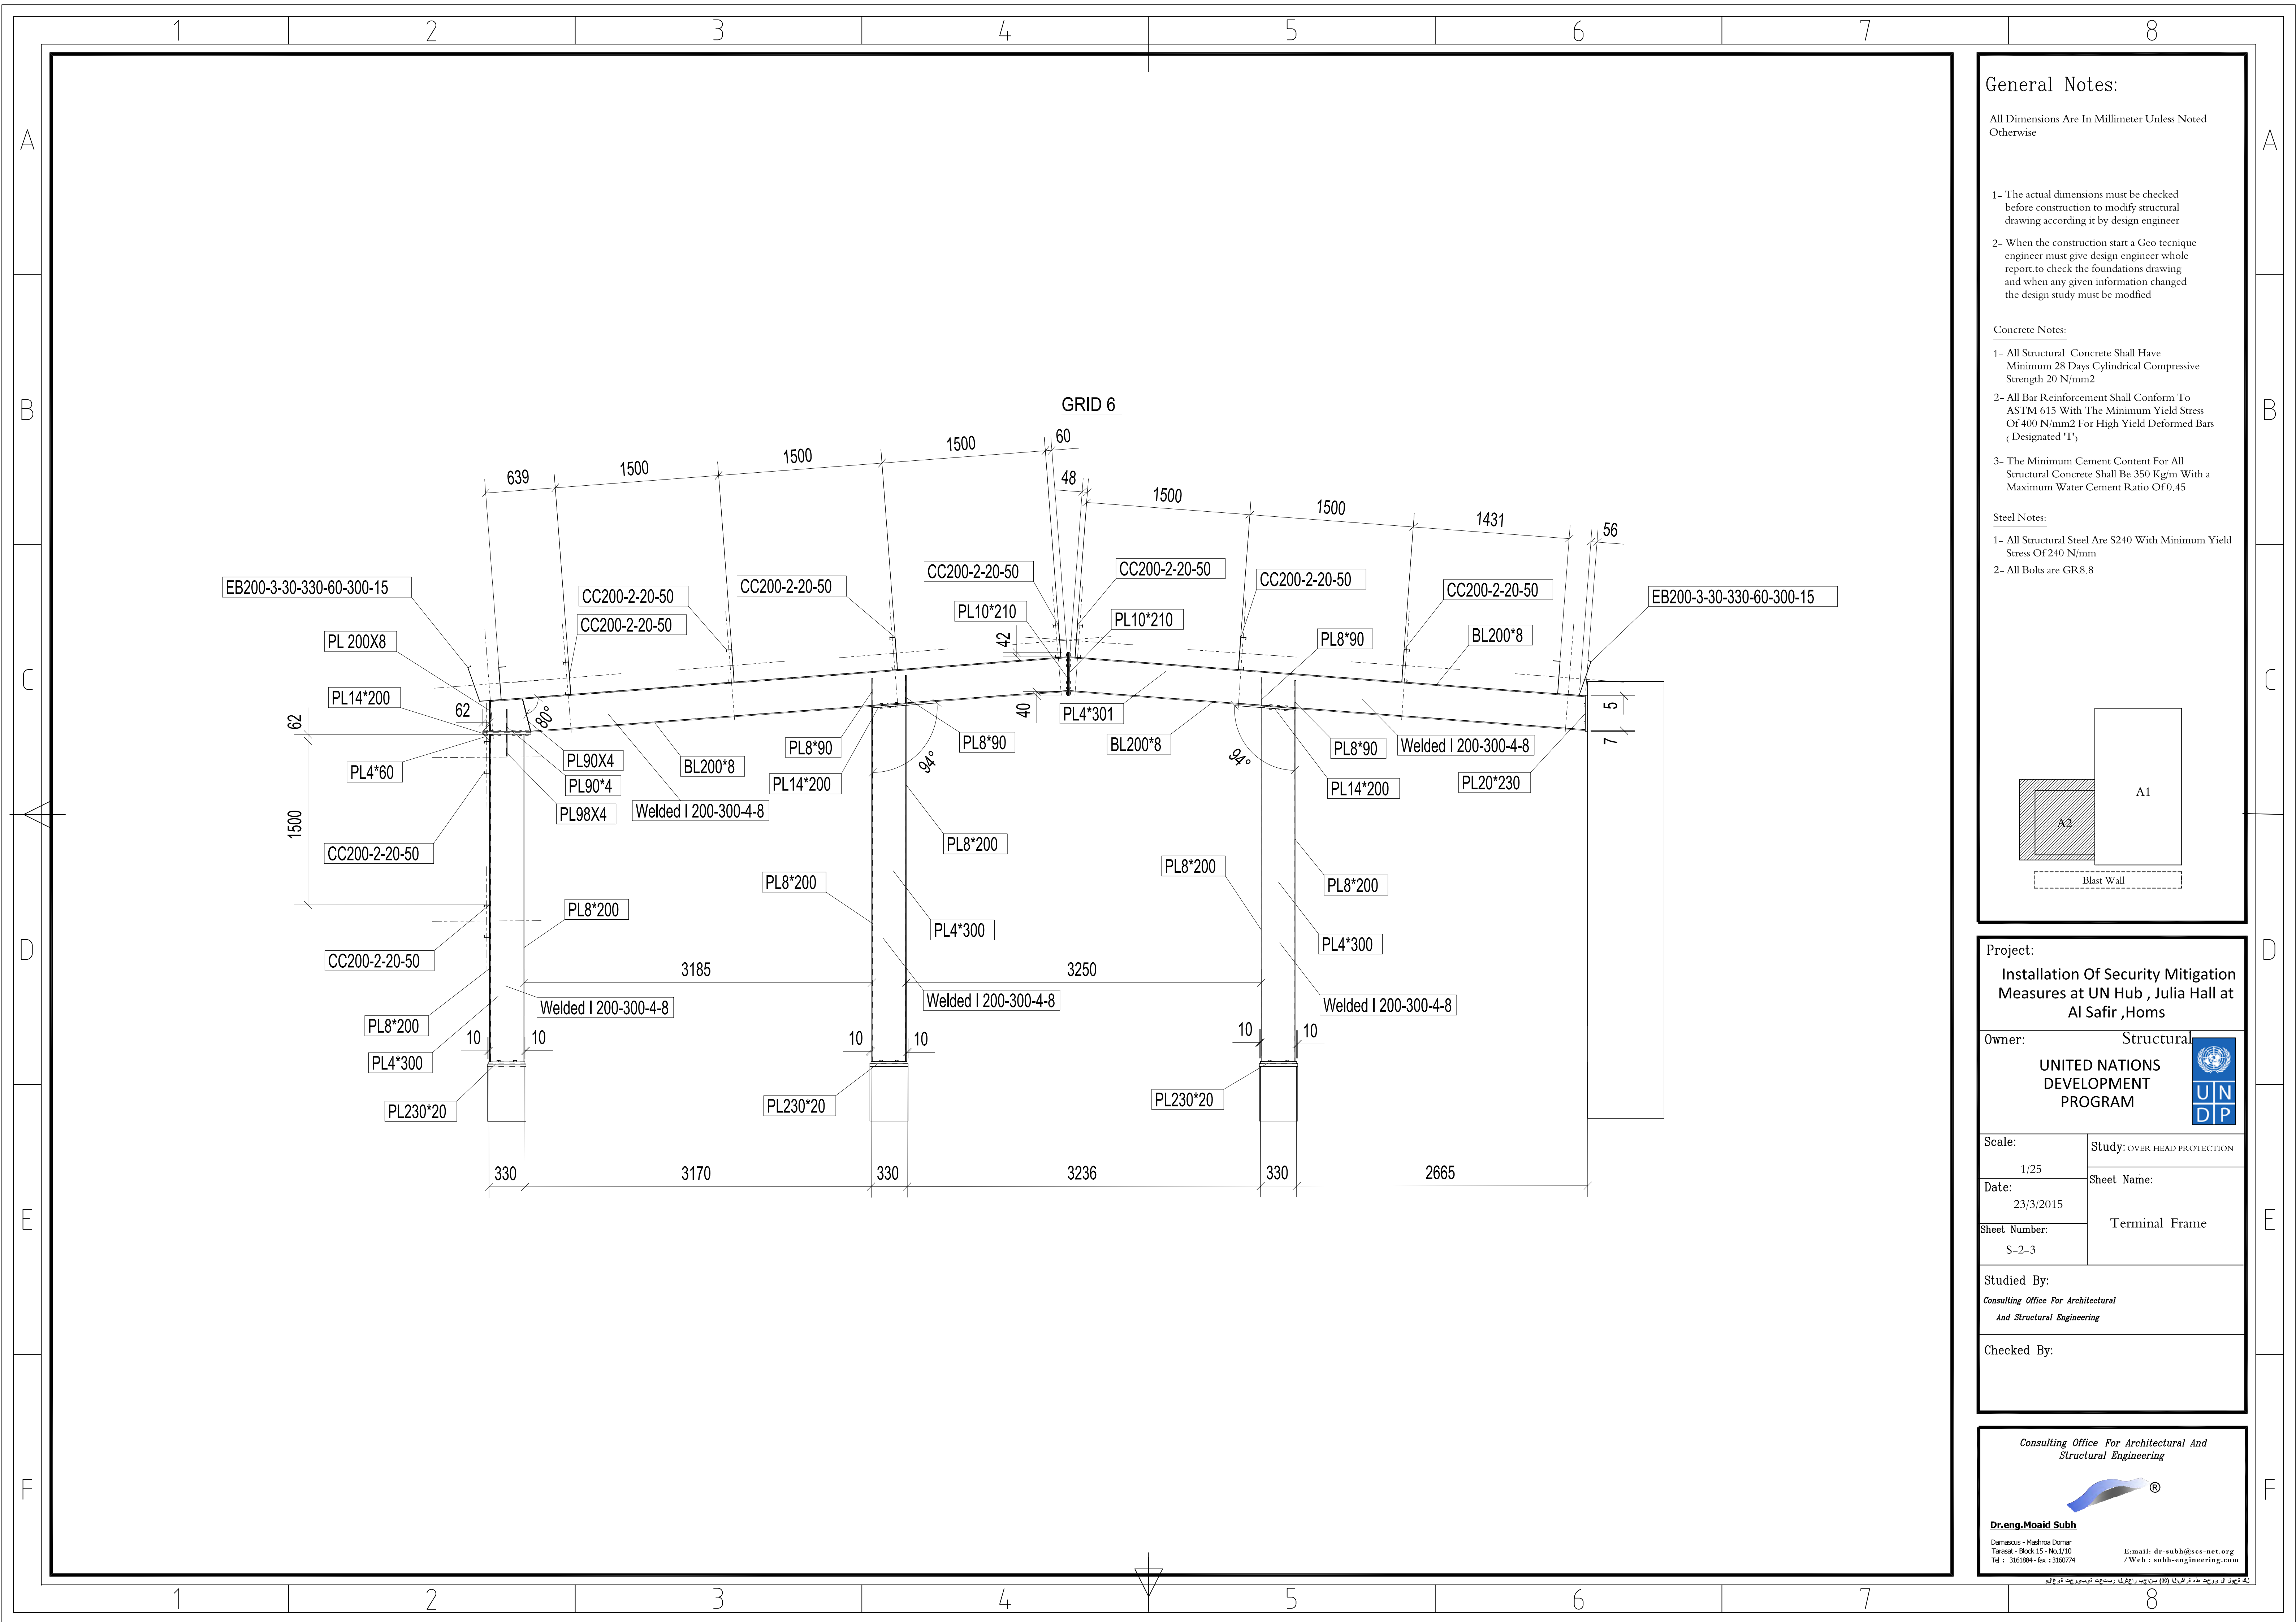 1 2 3 4 5 6 7 8
A
B
C
D
E
F
A
B
C
D
E
F
1 2 3 4 5 6 7 8
GRID 6
639
1500
1500
1500
60
48
1500
1500
1431
56
EB200-3-30-330-60-300-15
CC200-2-20-50
CC200-2-20-50
CC200-2-20-50
CC200-2-20-50
CC200-2-20-50
CC200-2-20-50
CC200-2-20-50
EB200-3-30-330-60-300-15
PL 200X8
PL10*210
PL10*210
42
PL8*90
BL200*8
PL14*200
62
62
80°
40
PL4*301
5
7
PL4*60
PL90X4
PL90*4
PL98X4
BL200*8
Welded I 200-300-4-8
PL8*90
PL14*200
PL8*90
94°
BL200*8
94°
PL8*90
Welded I 200-300-4-8
PL14*200
PL20*230
1500
CC200-2-20-50
PL8*200
PL8*200
PL8*200
PL8*200
PL8*200
PL4*300
PL4*300
CC200-2-20-50
3185
3250
Welded I 200-300-4-8
Welded I 200-300-4-8
Welded I 200-300-4-8
PL8*200
PL4*300
10
10
10
10
10
10
PL230*20
PL230*20
PL230*20
330
3170
330
3236
330
2665
General Notes:
All Dimensions Are In Millimeter Unless Noted
Otherwise
1- The actual dimensions must be checked
before construction to modify structural
drawing according it by design engineer
2- When the construction start a Geo tecnique
engineer must give design engineer whole
report.to check the foundations drawing
and when any given information changed
the design study must be modfied
Concrete Notes:
1- All Structural Concrete Shall Have
Minimum 28 Days Cylindrical Compressive
Strength 20 N/mm2
2- All Bar Reinforcement Shall Conform To
ASTM 615 With The Minimum Yield Stress
Of 400 N/mm2 For High Yield Deformed Bars
( Designated 'T')
3- The Minimum Cement Content For All
Structural Concrete Shall Be 350 Kg/m With a
Maximum Water Cement Ratio Of 0.45
Steel Notes:
1- All Structural Steel Are S240 With Minimum Yield
Stress Of 240 N/mm
2- All Bolts are GR8.8
A1
A2
Blast Wall
Project:
Installation Of Security Mitigation
Measures at UN Hub , Julia Hall at
Al Safir ,Homs
Owner:
Structural
UNITED NATIONS
DEVELOPMENT
PROGRAM
U N
D P
Scale:
1/25
Study: OVER HEAD PROTECTION
Date:
23/3/2015
Sheet Name:
Terminal Frame
Sheet Number:
S-2-3
Studied By:
Consulting Office For Architectural
And Structural Engineering
Checked By:
Consulting Office For Architectural And
Structural Engineering
®
Dr.eng.Moaid Subh
Damascus - Mashroa Domar
Tarasat - Block 15 - No.1/10
Tel : 3161884 - fax : 3160774
E:mail: dr-subh@scs-net.org
/Web : subh-engineering.com